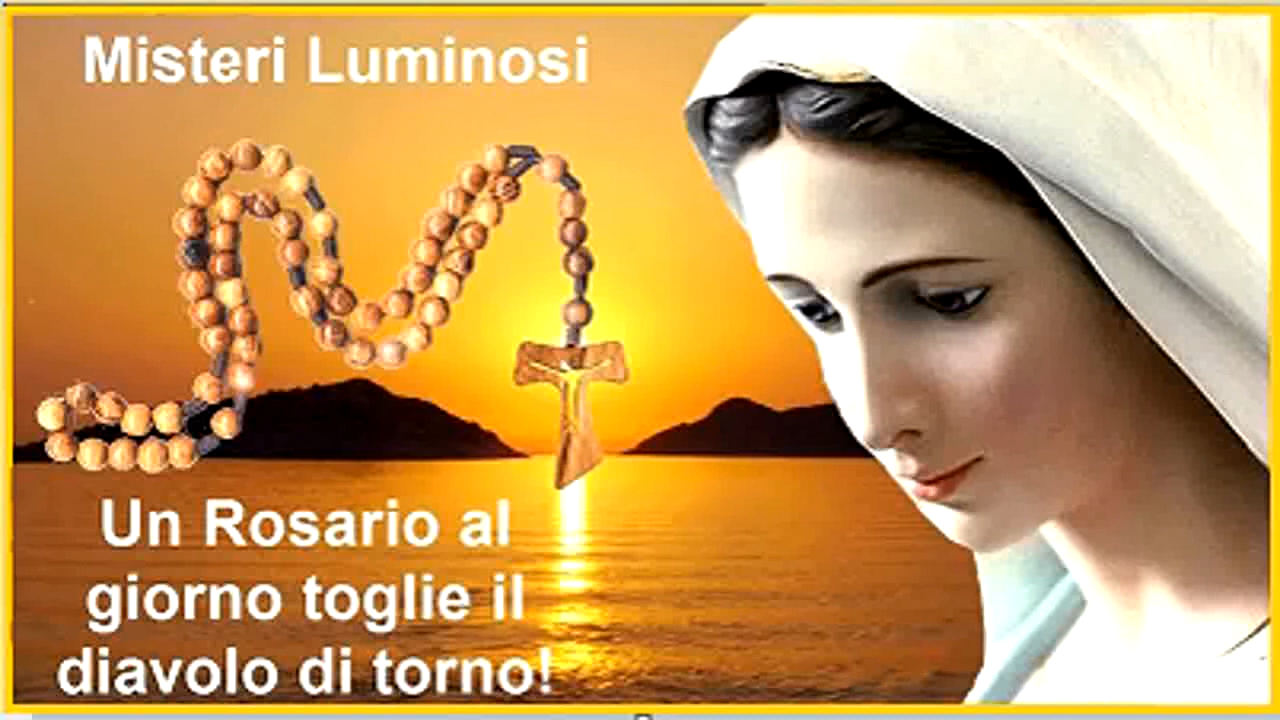 Misteri Luminosi
Un Rosario al
giorno toglie il
diavolo di torno!